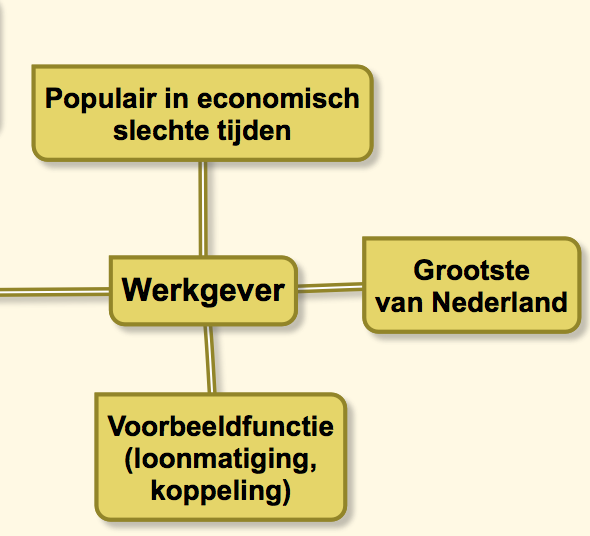 Populair in economisch
slechte tijden
Werkgever
Grootste
van Nederland
Voorbeeldfunctie
(loonmatiging,
koppeling)